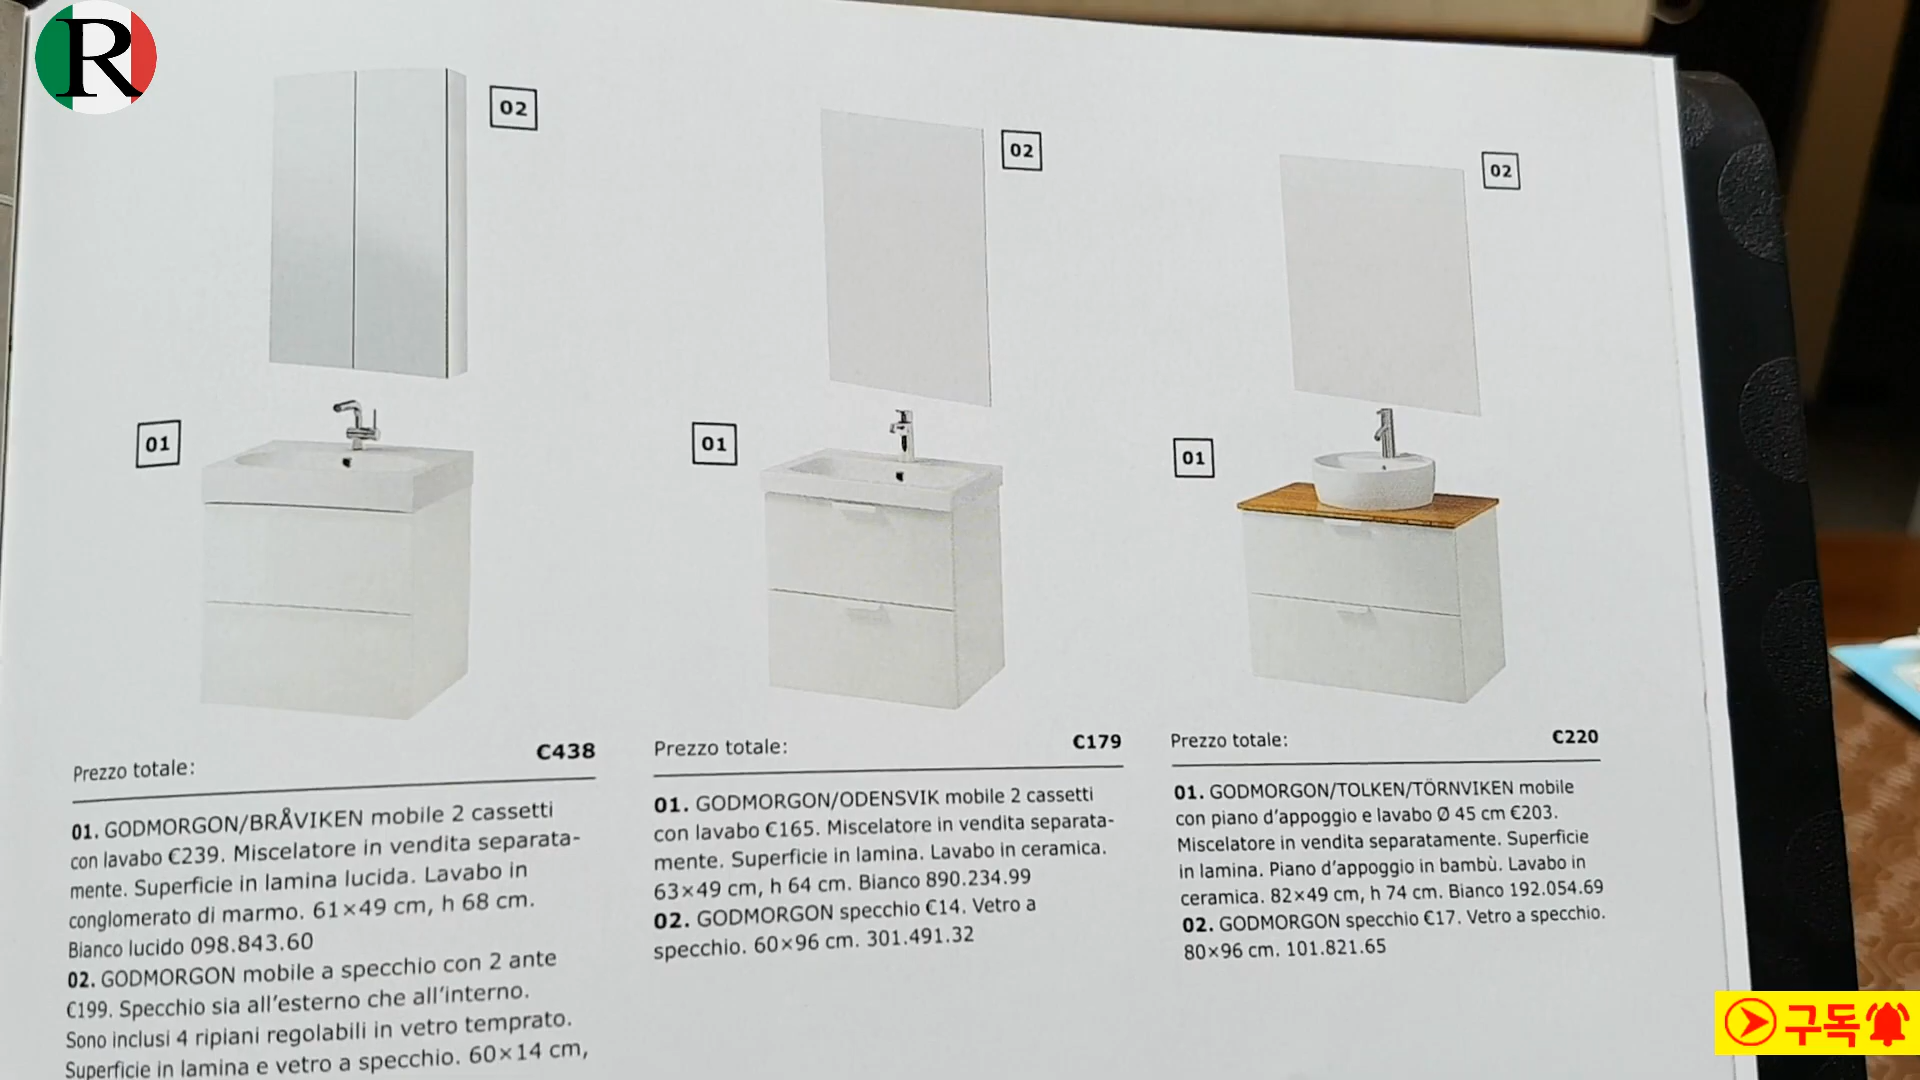 R
02
01
Prezzo totale: €438
01. GODMORGON/BRÅVIKEN mobile 2 cassetti
con lavabo €239. Miscelatore in vendita separata-
mente. Superficie in lamina lucida. Lavabo in
conglomerato di marmo. 61×49 cm, h 68 cm.
Bianco lucido 098.843.60
02. GODMORGON mobile a specchio con 2 ante
€199. Specchio sia all'esterno che all'interno.
Sono inclusi 4 ripiani regolabili in vetro temprato.
Superficie in lamina e vetro a specchio. 60×14 cm,
02
01
Prezzo totale: €179
01. GODMORGON/ODENSVIK mobile 2 cassetti
con lavabo €165. Miscelatore in vendita separata-
mente. Superficie in lamina. Lavabo in ceramica.
63×49 cm, h 64 cm. Bianco 890.234.99
02. GODMORGON specchio €14. Vetro a
specchio. 60×96 cm. 301.491.32
02
01
Prezzo totale: €220
01. GODMORGON/TOLKEN/TÖRNVIKEN mobile
con piano d'appoggio e lavabo Ø 45 cm €203.
Miscelatore in vendita separatamente. Superficie
in lamina. Piano d'appoggio in bambù. Lavabo in
ceramica. 82×49 cm, h 74 cm. Bianco 192.054.69
02. GODMORGON specchio €17. Vetro a specchio.
80×96 cm. 101.821.65
구독